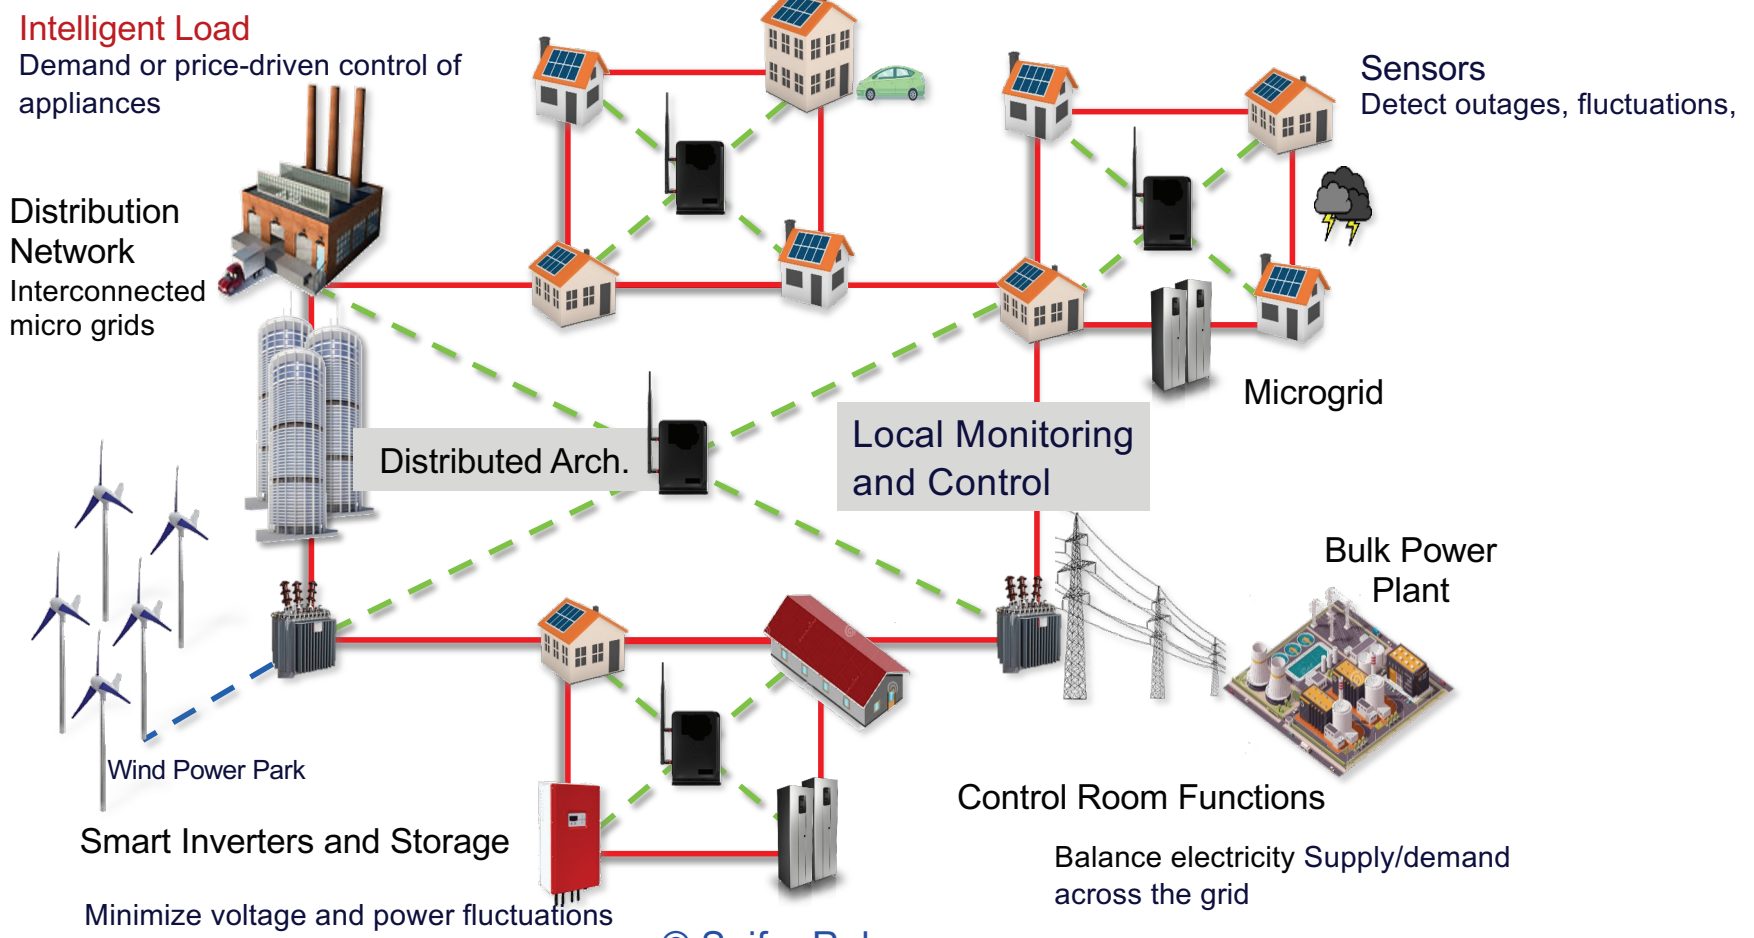 Intelligent Load
Demand or price-driven control of
appliances
Sensors
Detect outages, fluctuations,
Distribution
Network
Interconnected
micro grids
Microgrid
Distributed Arch.
Local Monitoring
and Control
Bulk Power
Plant
Wind Power Park
Smart Inverters and Storage
Minimize voltage and power fluctuations
Control Room Functions
Balance electricity Supply/demand
across the grid